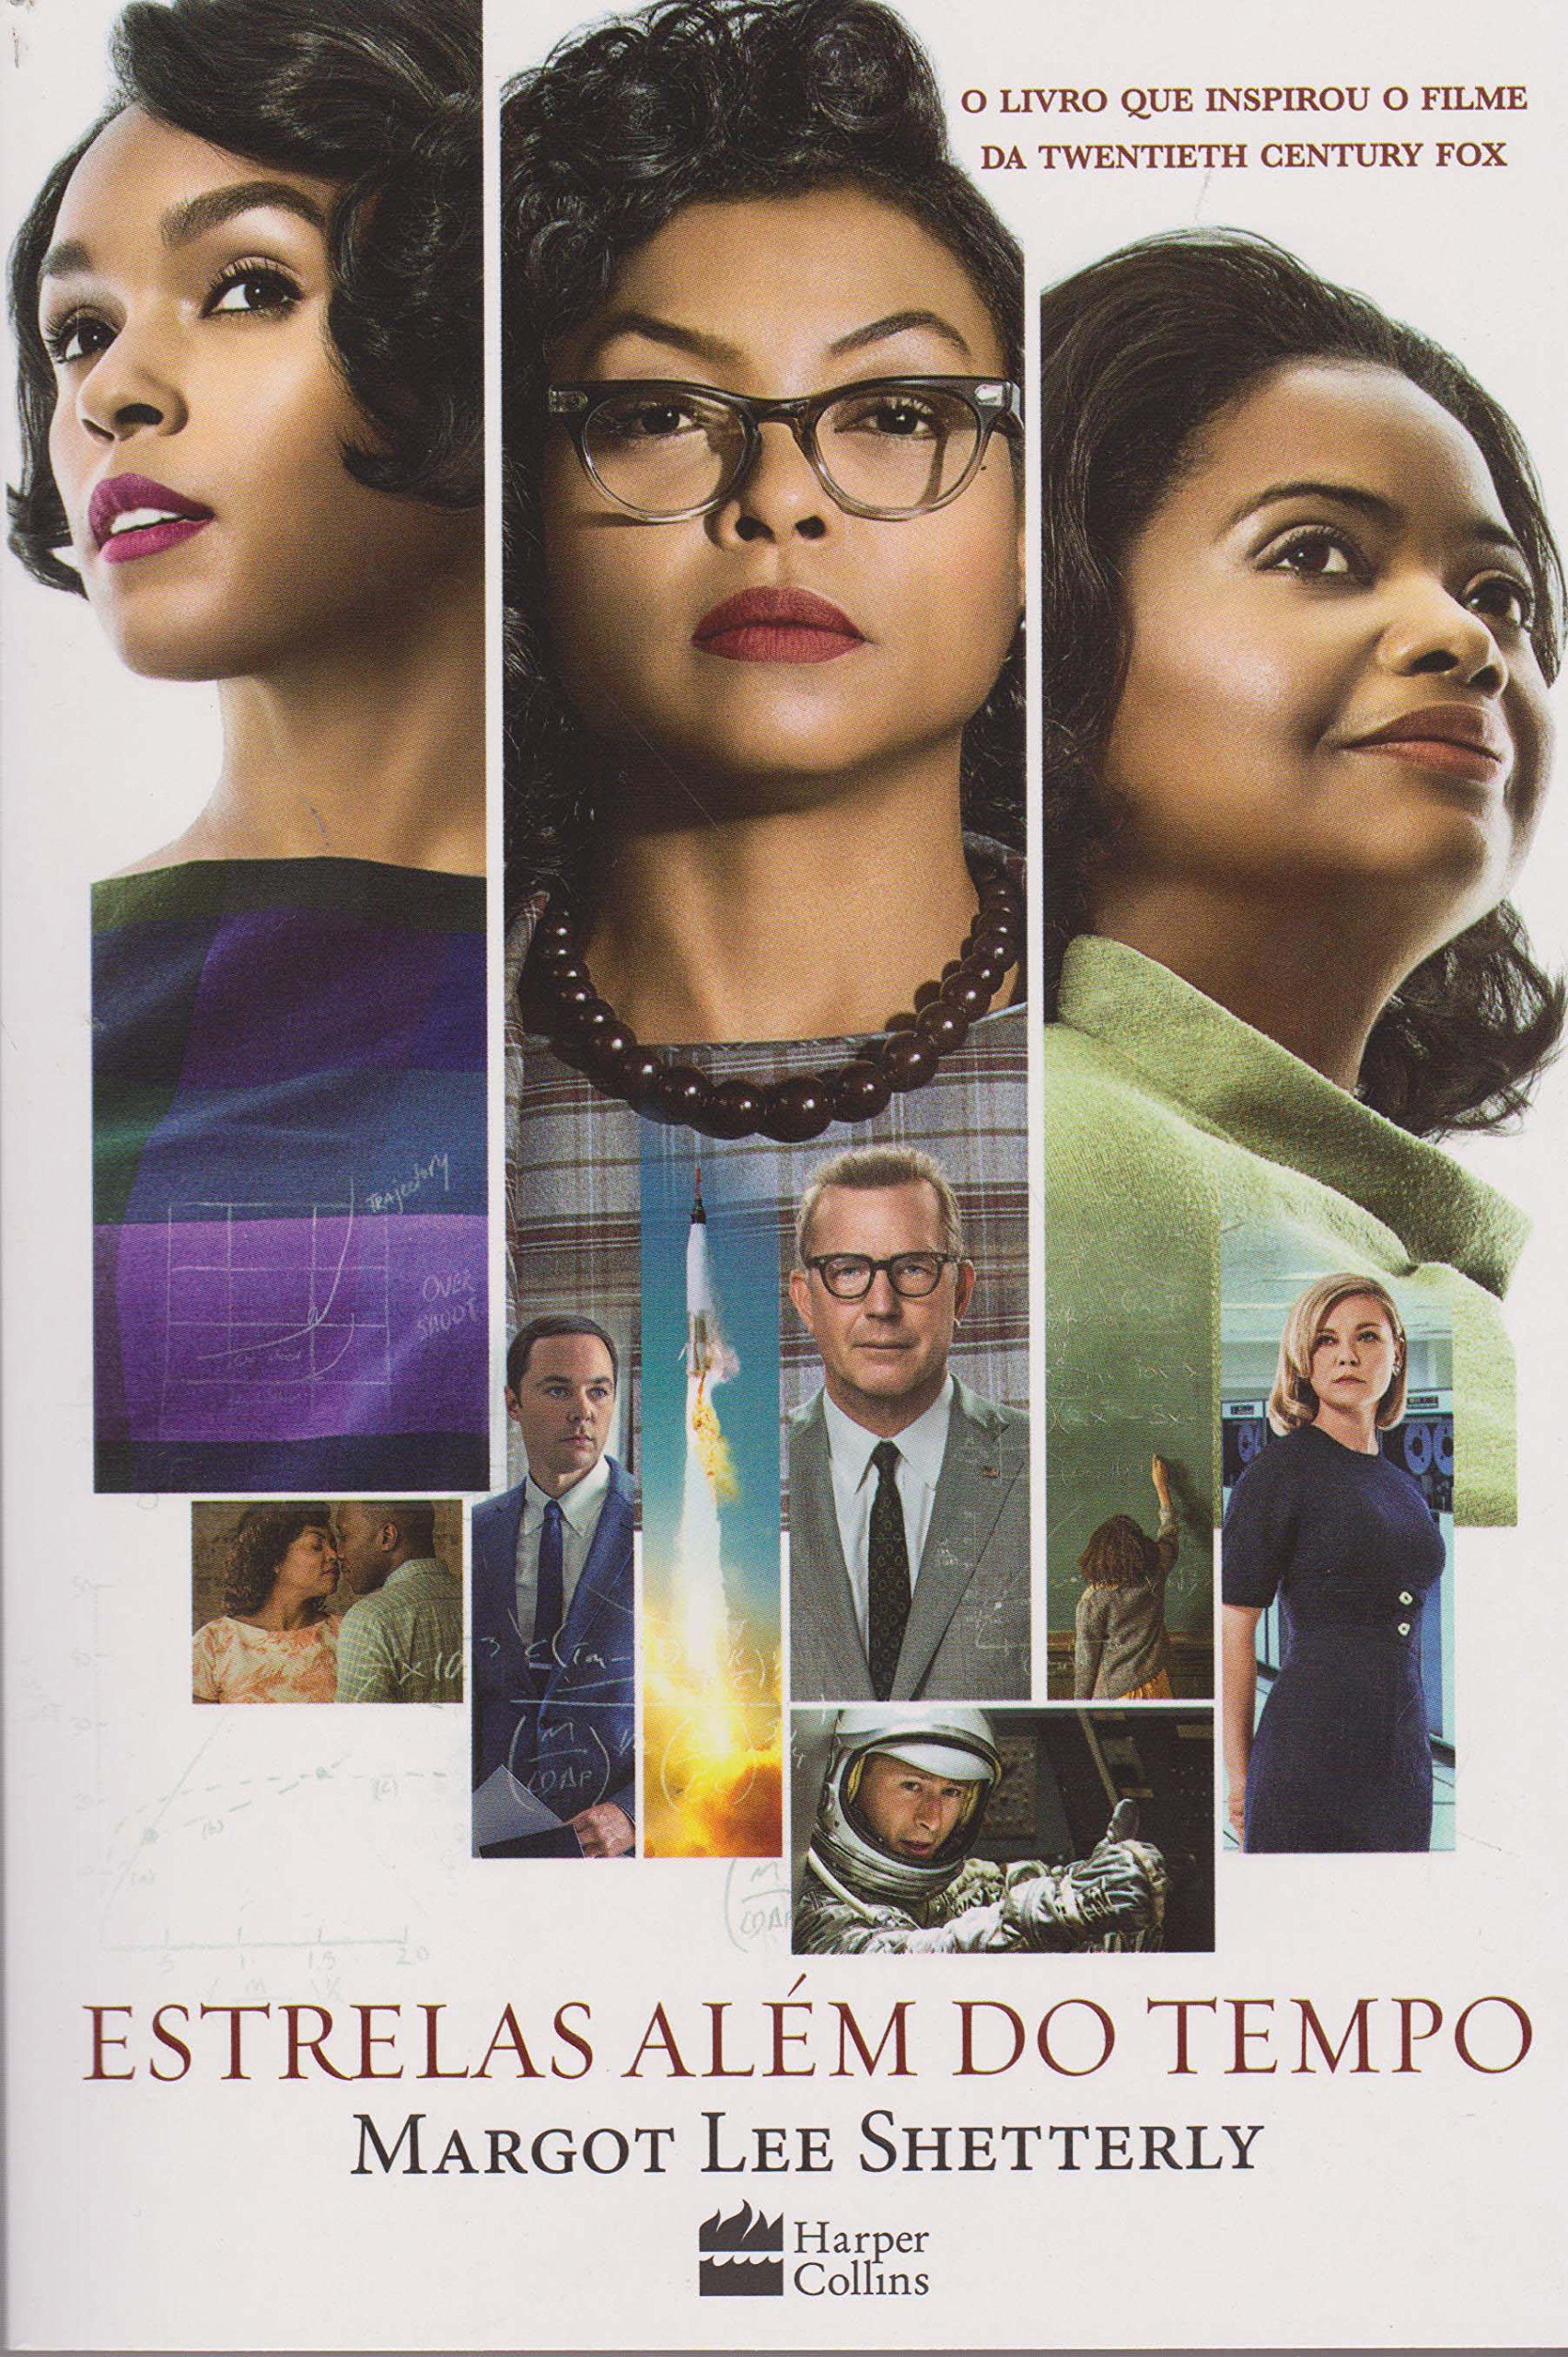 O LIVRO QUE INSPIROU O FILME
DA TWENTIETH CENTURY FOX
TRAJECTORY
OVER
SHOOT
ESTRELAS ALÉM DO TEMPO
MARGOT LEE SHETTERLY
Harper
Collins